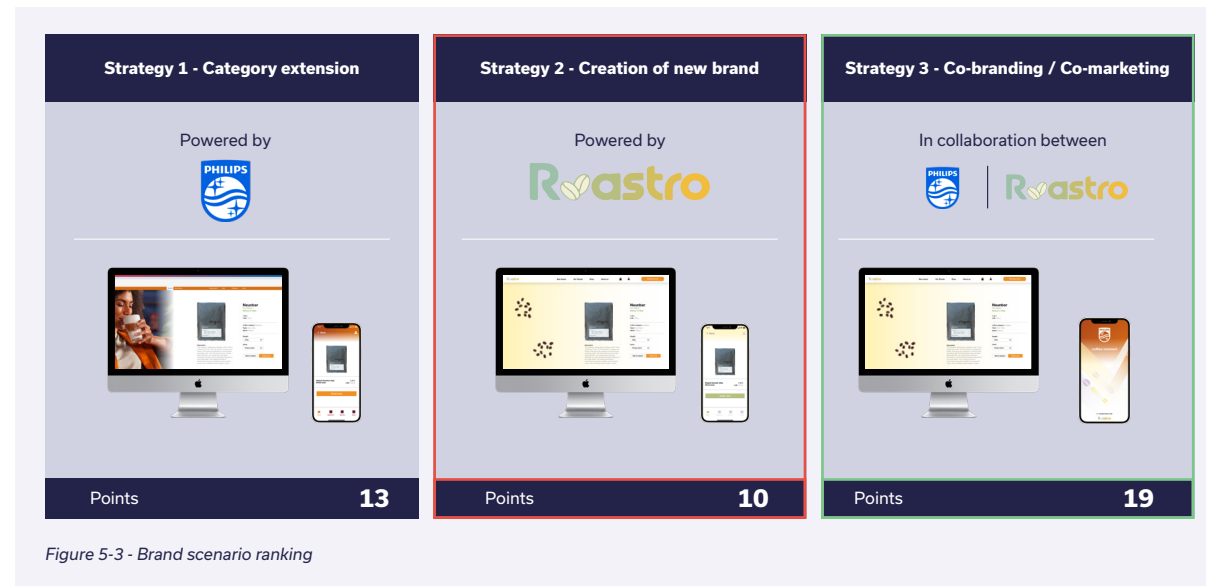 Strategy 1 - Category extension
Powered by
PHILIPS
Points 13
Strategy 2 - Creation of new brand
Powered by
Roastro
Points 10
Strategy 3 - Co-branding / Co-marketing
In collaboration between
PHILIPS
Roastro
Points 19
Figure 5-3 - Brand scenario ranking